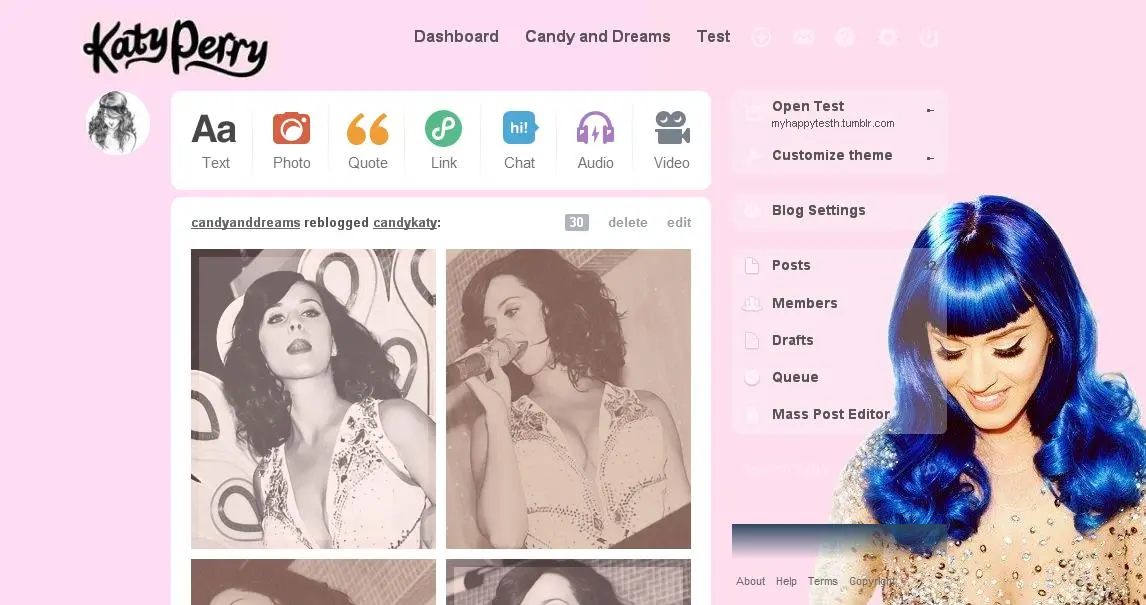 Katy Perry
Dashboard Candy and Dreams Test
Aa hi!
Text Photo Quote Link Chat Audio Video
candyanddreams reblogged candykaty: 30 delete edit
Open Test
myhappytesth.tumblr.com
Customize theme
Blog Settings
Posts
Members
Drafts
Queue
Mass Post Editor
About Help Terms Copyright